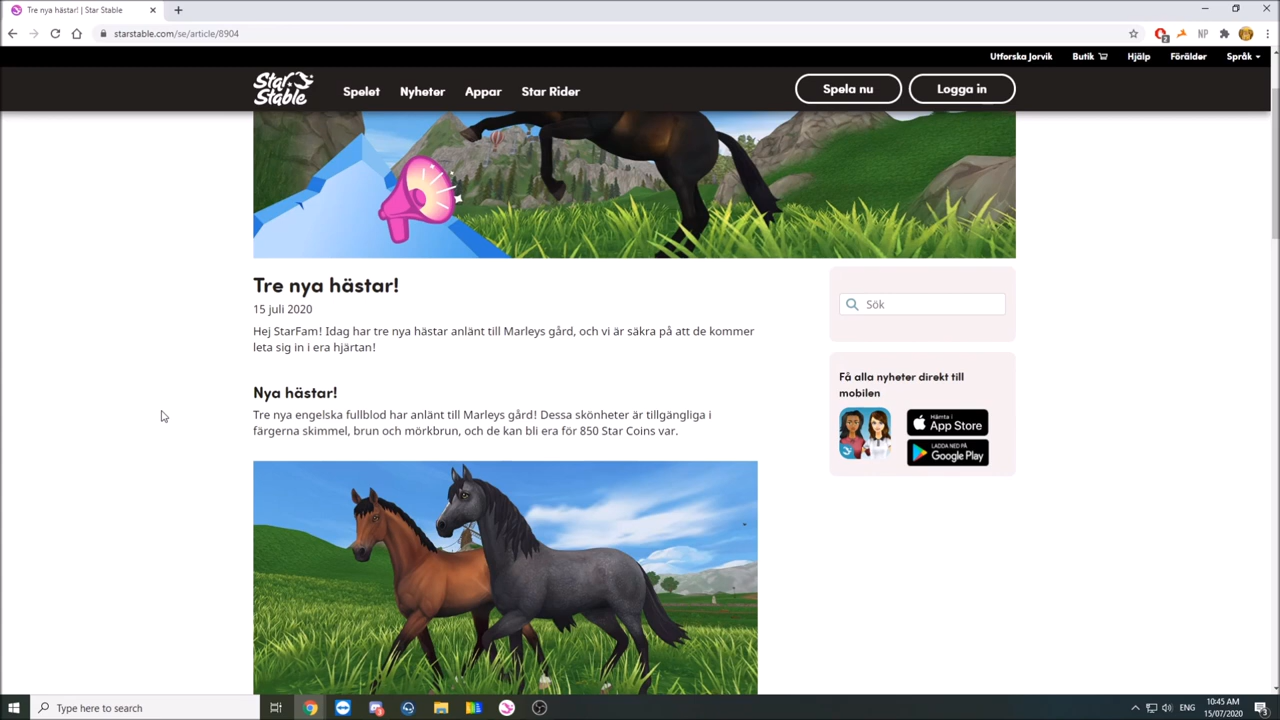 Tre nya hästar! | Star Stable
starstable.com/se/article/8904
2
NP
Utforska Jorvik Butik Hjälp Förälder Språk
Star Stable
Spelet Nyheter Appar Star Rider
Spela nu Logga in
Tre nya hästar!
15 juli 2020
Hej StarFam! Idag har tre nya hästar anlänt till Marleys gård, och vi är säkra på att de kommer
leta sig in i era hjärtan!
Nya hästar!
Tre nya engelska fullblod har anlänt till Marleys gård! Dessa skönheter är tillgängliga i
färgerna skimmel, brun och mörkbrun, och de kan bli era för 850 Star Coins var.
Sök
Få alla nyheter direkt till
mobilen
Hämta i
App Store
LADDA NED PÅ
Google Play
Type here to search
ENG
10:45 AM
15/07/2020
3